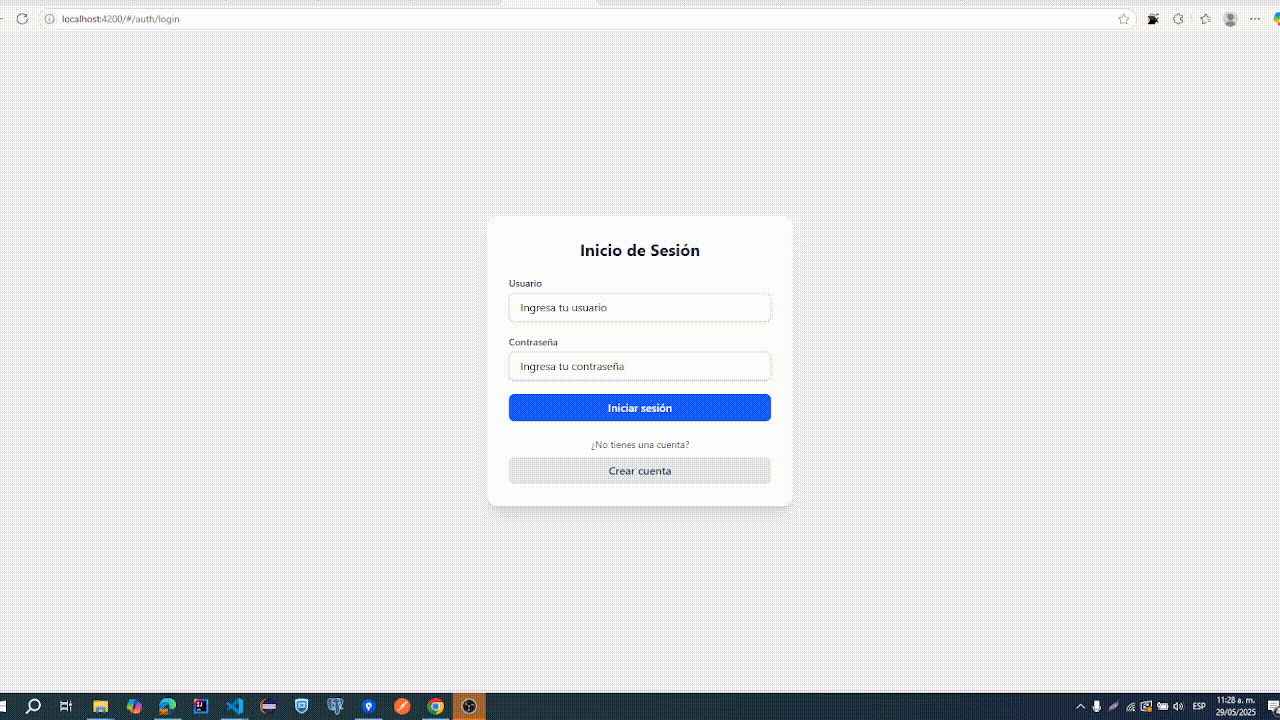 localhost:4200/#/auth/login
Inicio de Sesión
Usuario
Ingresa tu usuario
Contraseña
Ingresa tu contraseña
Iniciar sesión
¿No tienes una cuenta?
Crear cuenta
ESP
11:28 a. m.
29/05/2025